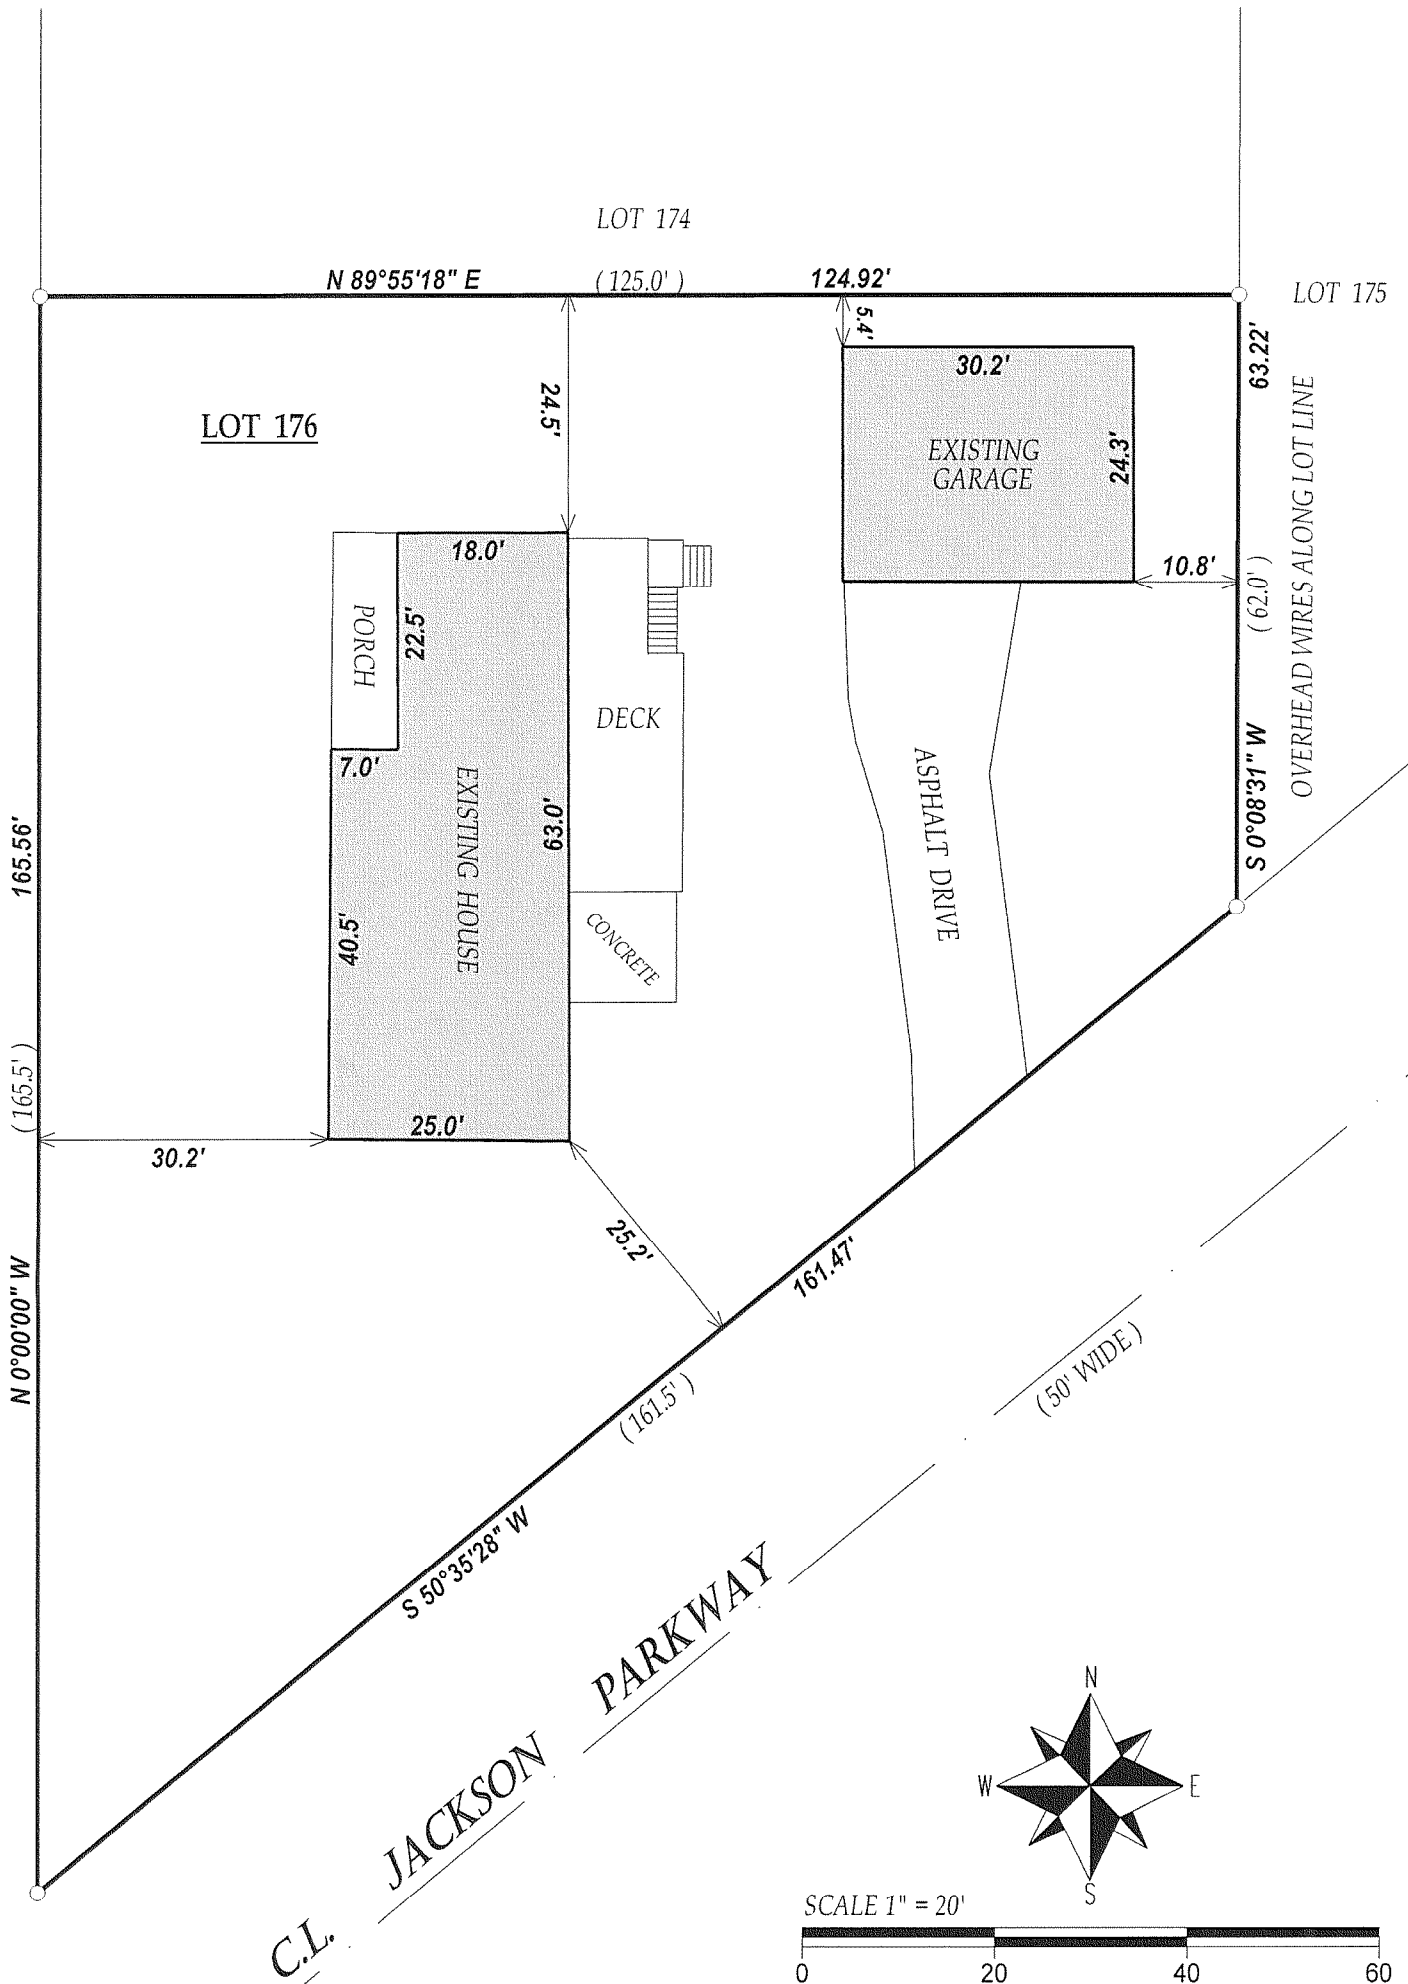 LOT 174
N 89°55'18" E
( 125.0' )
124.92'
LOT 175
5.4'
63.22'
30.2'
24.5'
LOT 176
EXISTING
GARAGE
24.3'
OVERHEAD WIRES ALONG LOT LINE
18.0'
10.8'
( 62.0' )
PORCH
22.5'
DECK
7.0'
EXISTING HOUSE
63.0'
ASPHALT DRIVE
S 0°08'31" W
165.56'
40.5'
CONCRETE
( 165.5' )
25.0'
30.2'
25.2'
161.47'
N 0°00'00" W
( 161.5' )
( 50' WIDE )
S 50°35'28" W
C.L. JACKSON PARKWAY
N
W
E
S
SCALE 1" = 20'
0 20 40 60